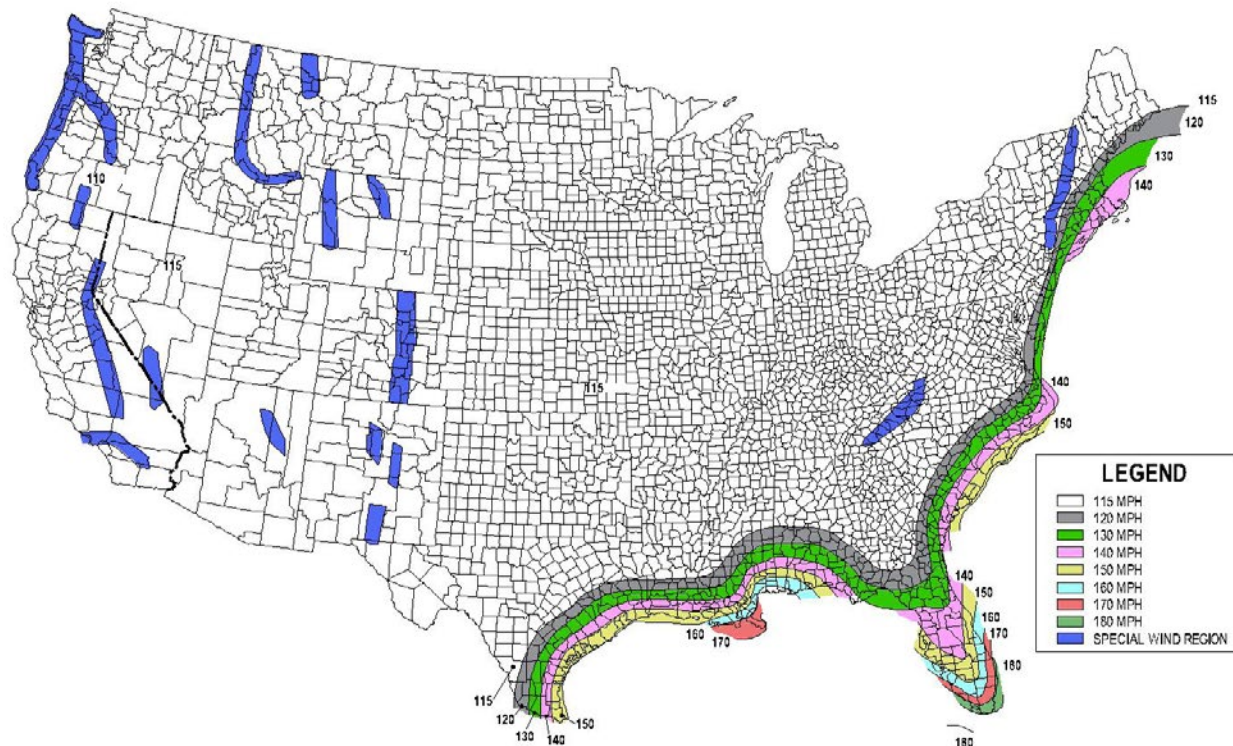 115
120
130
140
110
115
115
140
150
LEGEND
115 MPH
120 MPH
130 MPH
140 MPH
150 MPH
160 MPH
170 MPH
180 MPH
SPECIAL WIND REGION
140
150
160
170
180
160
170
115
120
130
140
150
180